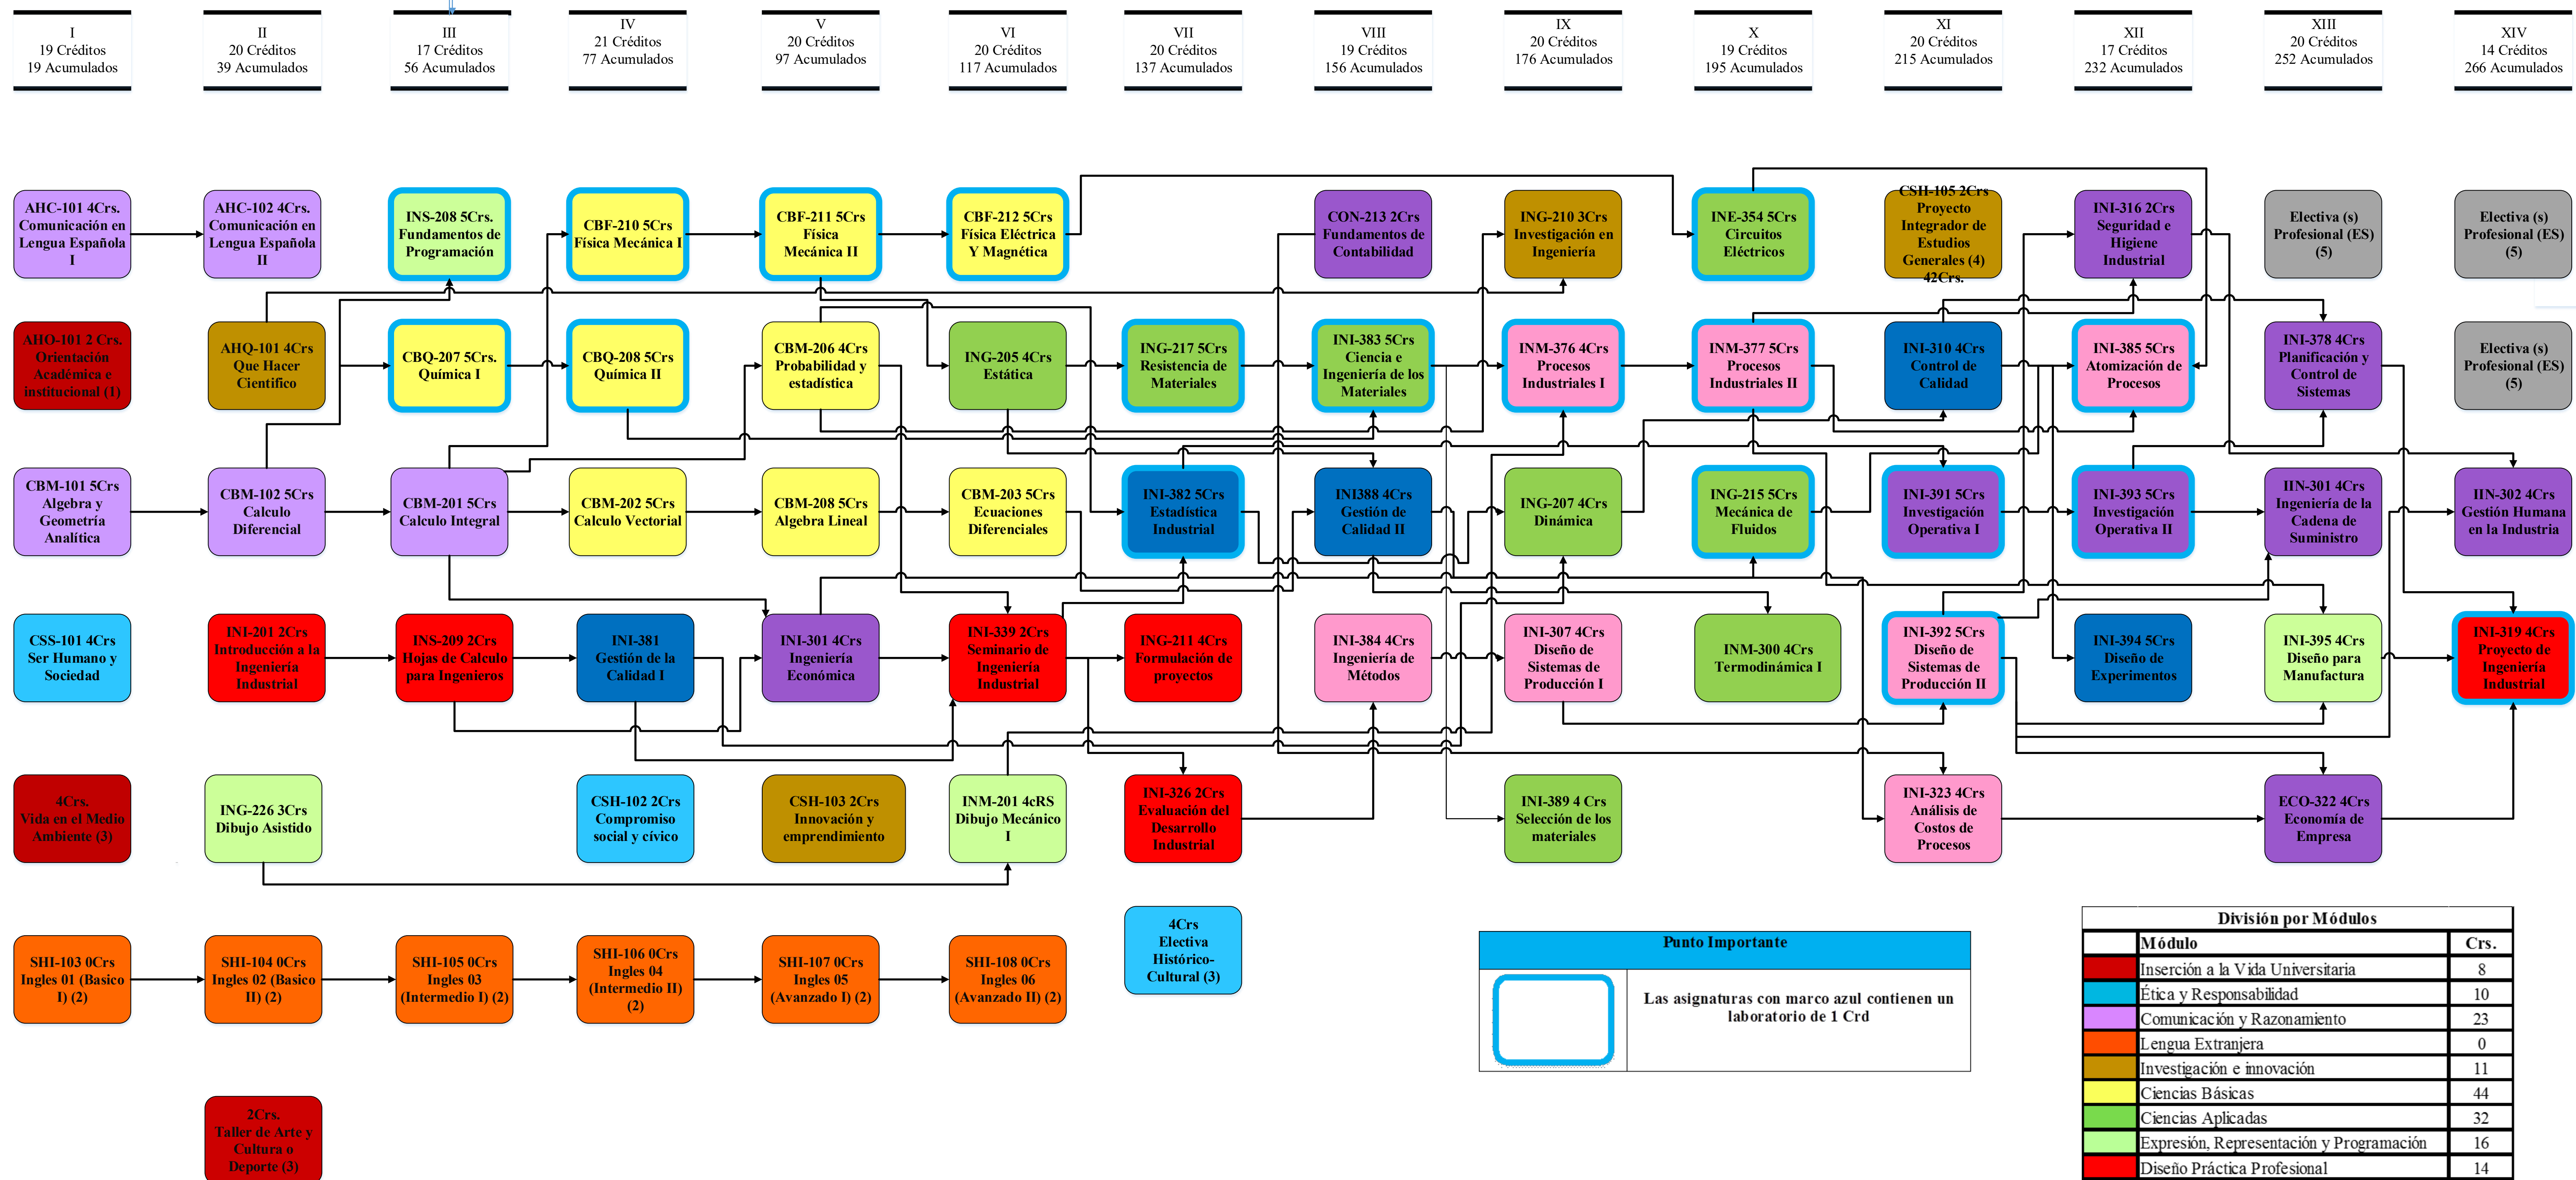 I
19 Créditos
19 Acumulados
II
20 Créditos
39 Acumulados
III
17 Créditos
56 Acumulados
IV
21 Créditos
77 Acumulados
V
20 Créditos
97 Acumulados
VI
20 Créditos
117 Acumulados
VII
20 Créditos
137 Acumulados
VIII
19 Créditos
156 Acumulados
IX
20 Créditos
176 Acumulados
X
19 Créditos
195 Acumulados
XI
20 Créditos
215 Acumulados
XII
17 Créditos
232 Acumulados
XIII
20 Créditos
252 Acumulados
XIV
14 Créditos
266 Acumulados
AHC-101 4Crs.
Comunicación en
Lengua Española
I
AHC-102 4Crs.
Comunicación en
Lengua Española
II
INS-208 5Crs.
Fundamentos de
Programación
CBF-210 5Crs
Física Mecánica I
CBF-211 5Crs
Física
Mecánica II
CBF-212 5Crs
Física Eléctrica
Y Magnética
CON-213 2Crs
Fundamentos de
Contabilidad
ING-210 3Crs
Investigación en
Ingeniería
INE-354 5Crs
Circuitos
Eléctricos
CSH-105 2Crs
Proyecto
Integrador de
Estudios
Generales (4)
42Crs.
INI-316 2Crs
Seguridad e
Higiene
Industrial
Electiva (s)
Profesional (ES)
(5)
Electiva (s)
Profesional (ES)
(5)
AHO-101 2 Crs.
Orientación
Académica e
institucional (1)
AHQ-101 4Crs
Que Hacer
Cientifico
CBQ-207 5Crs.
Química I
CBQ-208 5Crs
Química II
CBM-206 4Crs
Probabilidad y
estadística
ING-205 4Crs
Estática
ING-217 5Crs
Resistencia de
Materiales
INI-383 5Crs
Ciencia e
Ingeniería de los
Materiales
INM-376 4Crs
Procesos
Industriales I
INM-377 5Crs
Procesos
Industriales II
INI-310 4Crs
Control de
Calidad
INI-385 5Crs
Atomización de
Procesos
INI-378 4Crs
Planificación y
Control de
Sistemas
Electiva (s)
Profesional (ES)
(5)
CBM-101 5Crs
Algebra y
Geometría
Analítica
CBM-102 5Crs
Calculo
Diferencial
CBM-201 5Crs
Calculo Integral
CBM-202 5Crs
Calculo Vectorial
CBM-208 5Crs
Algebra Lineal
CBM-203 5Crs
Ecuaciones
Diferenciales
INI-382 5Crs
Estadística
Industrial
INI388 4Crs
Gestión de
Calidad II
ING-207 4Crs
Dinámica
ING-215 5Crs
Mecánica de
Fluidos
INI-391 5Crs
Investigación
Operativa I
INI-393 5Crs
Investigación
Operativa II
IIN-301 4Crs
Ingeniería de la
Cadena de
Suministro
IIN-302 4Crs
Gestión Humana
en la Industria
CSS-101 4Crs
Ser Humano y
Sociedad
INI-201 2Crs
Introducción a la
Ingeniería
Industrial
INS-209 2Crs
Hojas de Calculo
para Ingenieros
INI-381
Gestión de la
Calidad I
INI-301 4Crs
Ingeniería
Económica
INI-339 2Crs
Seminario de
Ingeniería
Industrial
ING-211 4Crs
Formulación de
proyectos
INI-384 4Crs
Ingeniería de
Métodos
INI-307 4Crs
Diseño de
Sistemas de
Producción I
INM-300 4Crs
Termodinámica I
INI-392 5Crs
Diseño de
Sistemas de
Producción II
INI-394 5Crs
Diseño de
Experimentos
INI-395 4Crs
Diseño para
Manufactura
INI-319 4Crs
Proyecto de
Ingeniería
Industrial
4Crs.
Vida en el Medio
Ambiente (3)
ING-226 3Crs
Dibujo Asistido
CSH-102 2Crs
Compromiso
social y cívico
CSH-103 2Crs
Innovación y
emprendimiento
INM-201 4cRS
Dibujo Mecánico
I
INI-326 2Crs
Evaluación del
Desarrollo
Industrial
INI-389 4 Crs
Selección de los
materiales
INI-323 4Crs
Análisis de
Costos de
Procesos
ECO-322 4Crs
Economía de
Empresa
SHI-103 0Crs
Ingles 01 (Basico
I) (2)
SHI-104 0Crs
Ingles 02 (Basico
II) (2)
SHI-105 0Crs
Ingles 03
(Intermedio I) (2)
SHI-106 0Crs
Ingles 04
(Intermedio II)
(2)
SHI-107 0Crs
Ingles 05
(Avanzado I) (2)
SHI-108 0Crs
Ingles 06
(Avanzado II) (2)
4Crs
Electiva
Histórico-
Cultural (3)
2Crs.
Taller de Arte y
Cultura o
Deporte (3)
Punto Importante
Las asignaturas con marco azul contienen un
laboratorio de 1 Crd
División por Módulos
Módulo Crs.
Inserción a la Vida Universitaria 8
Ética y Responsabilidad 10
Comunicación y Razonamiento 23
Lengua Extranjera 0
Investigación e innovación 11
Ciencias Básicas 44
Ciencias Aplicadas 32
Expresión, Representación y Programación 16
Diseño Práctica Profesional 14